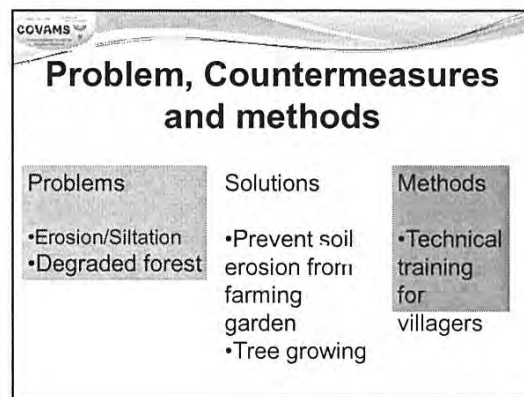 COVAMS
Problem, Countermeasures
and methods
Problems
•Erosion/Siltation
•Degraded forest
Solutions
•Prevent soil
erosion from
farming
garden
•Tree growing
Methods
•Technical
training
for
villagers